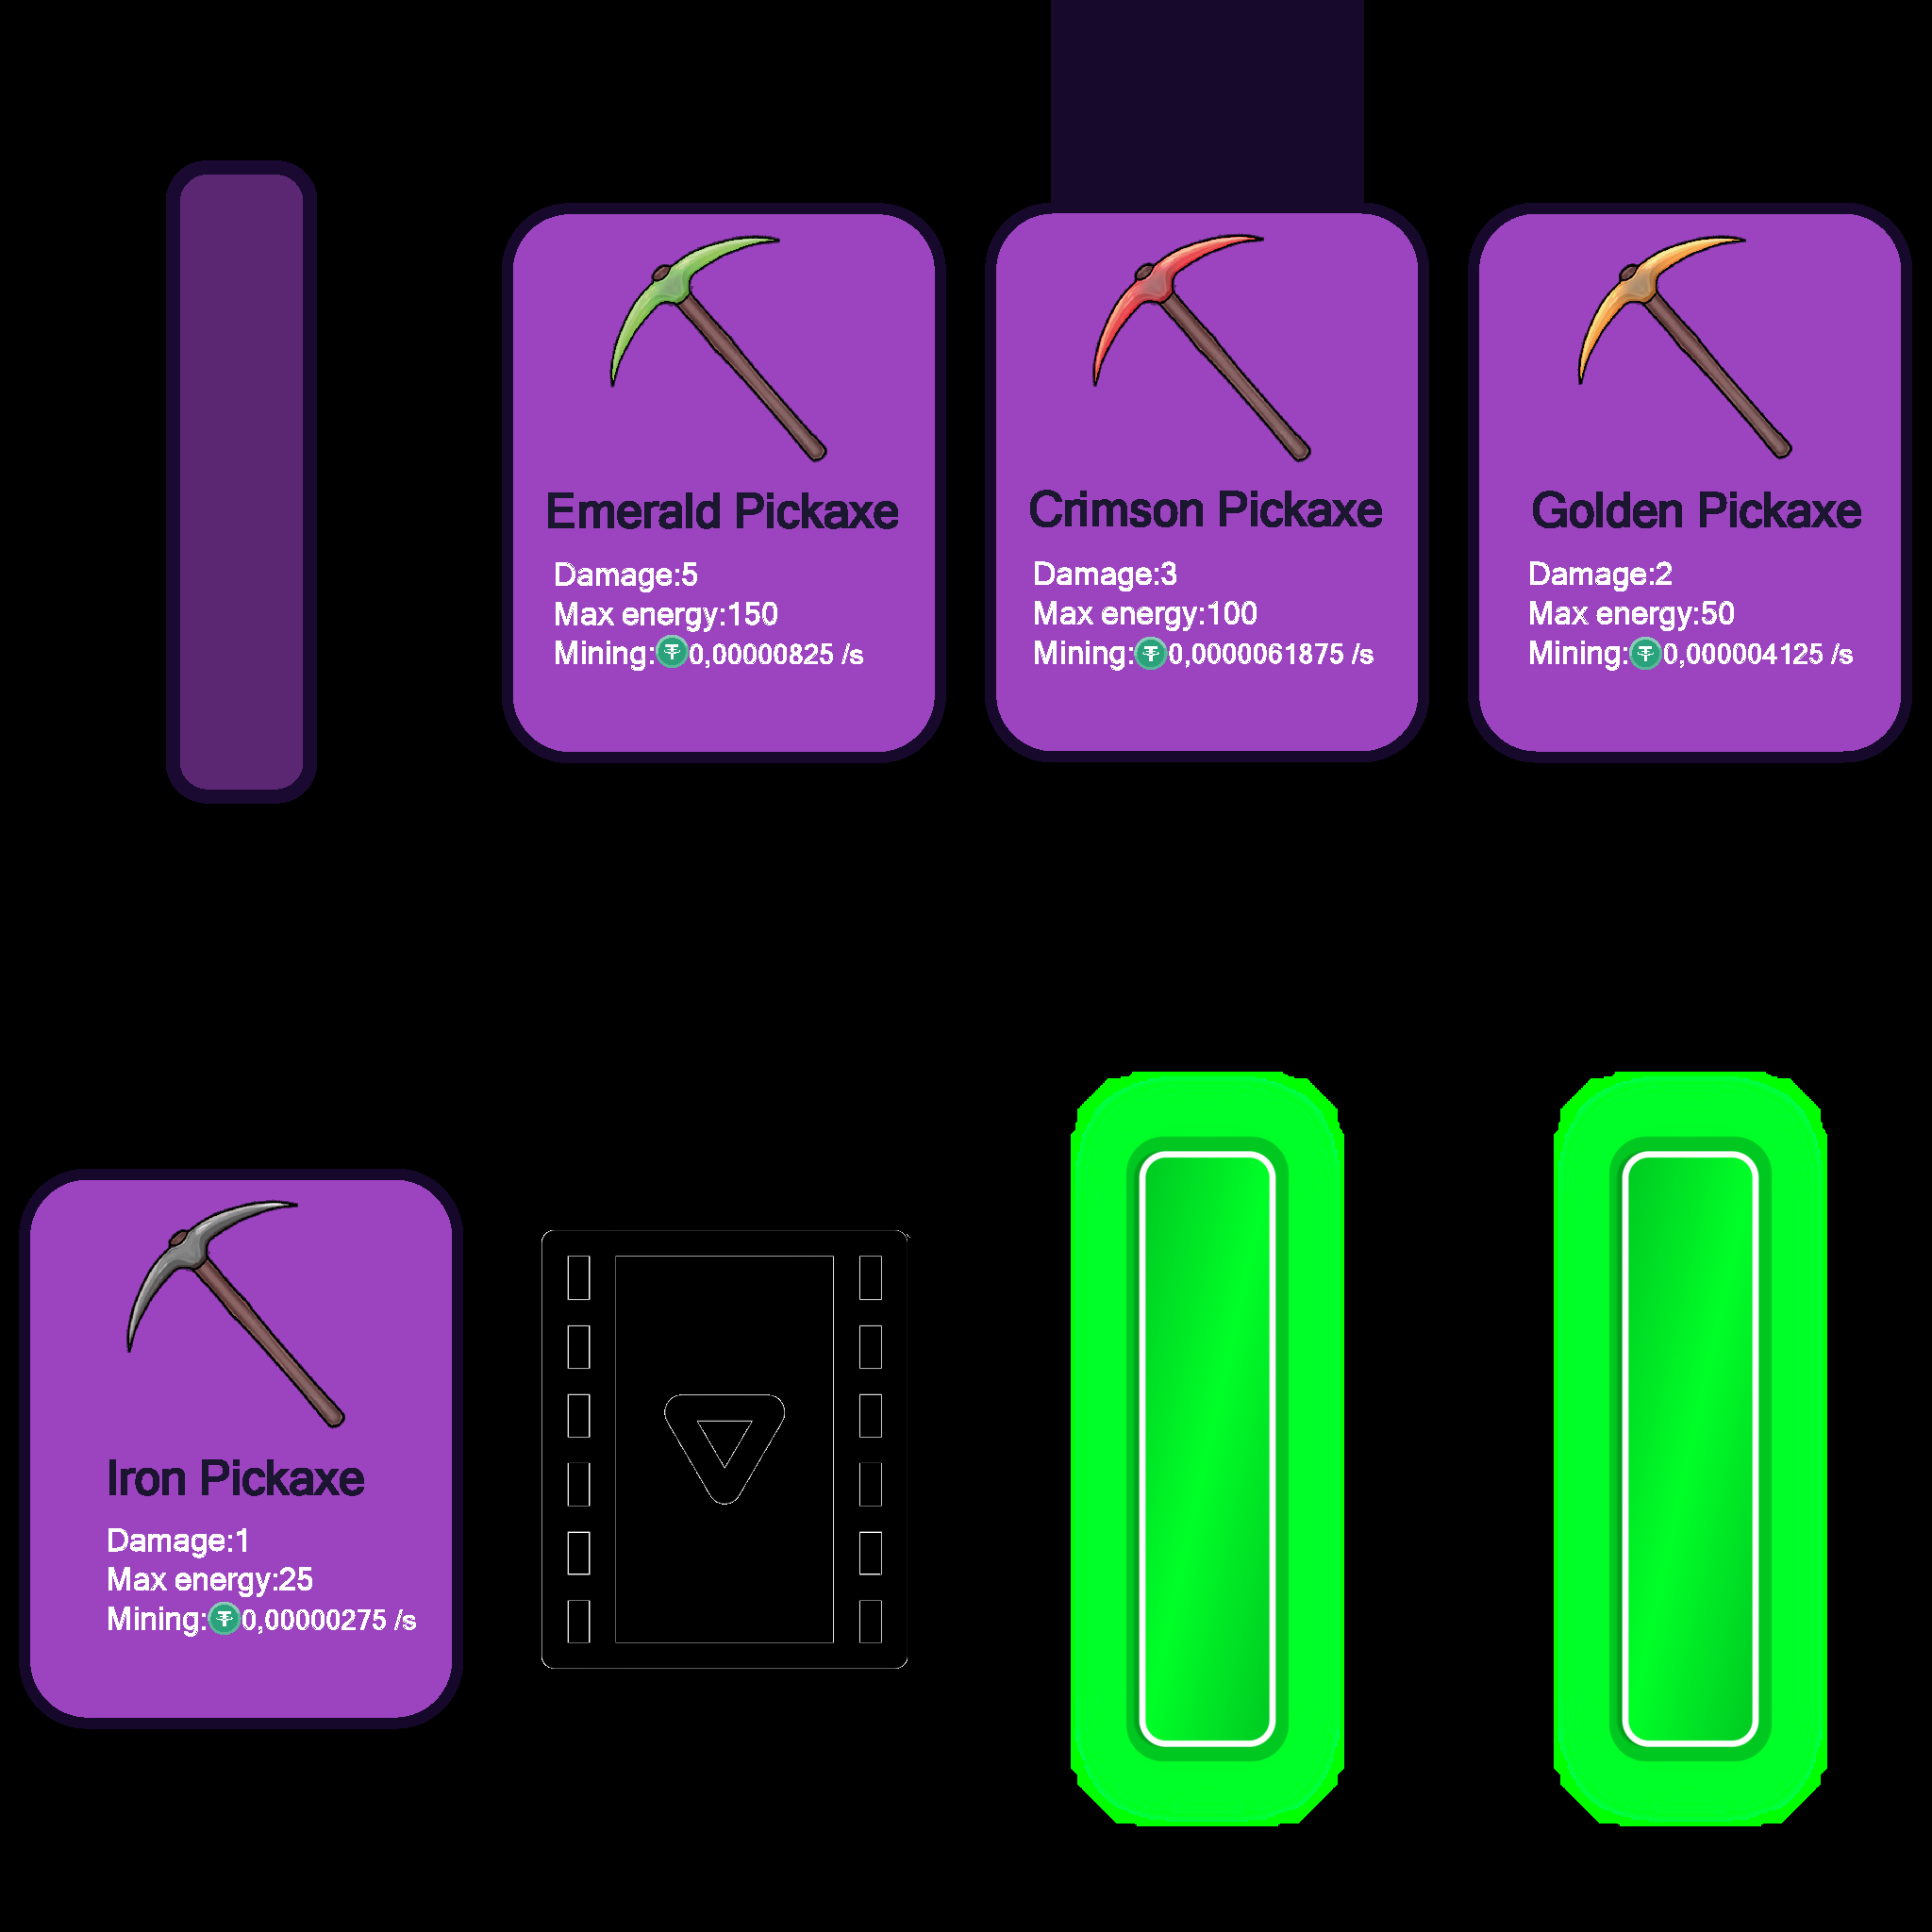 Emerald Pickaxe
Damage:5
Max energy:150
Mining:0,00000825 /s
Crimson Pickaxe
Damage:3
Max energy:100
Mining:0,0000061875 /s
Golden Pickaxe
Damage:2
Max energy:50
Mining:0,000004125 /s
Iron Pickaxe
Damage:1
Max energy:25
Mining:0,00000275 /s